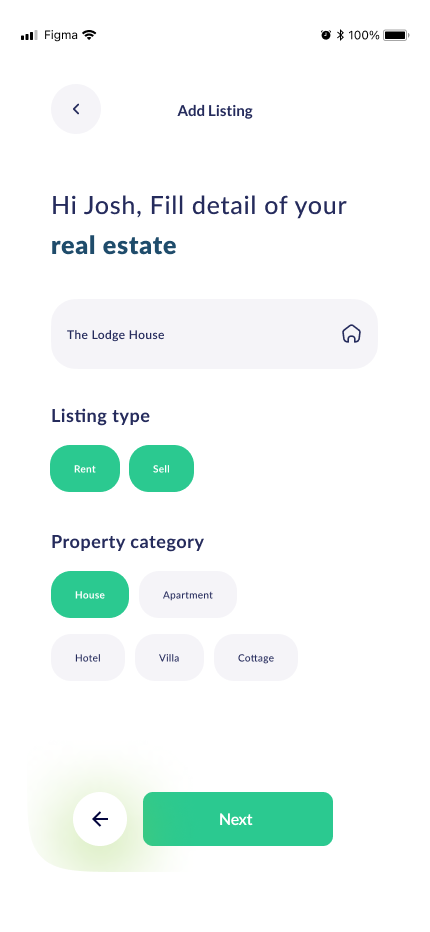 Figma 100%
Add Listing
Hi Josh, Fill detail of your
real estate
The Lodge House
Listing type
Rent Sell
Property category
House Apartment
Hotel Villa Cottage
Next